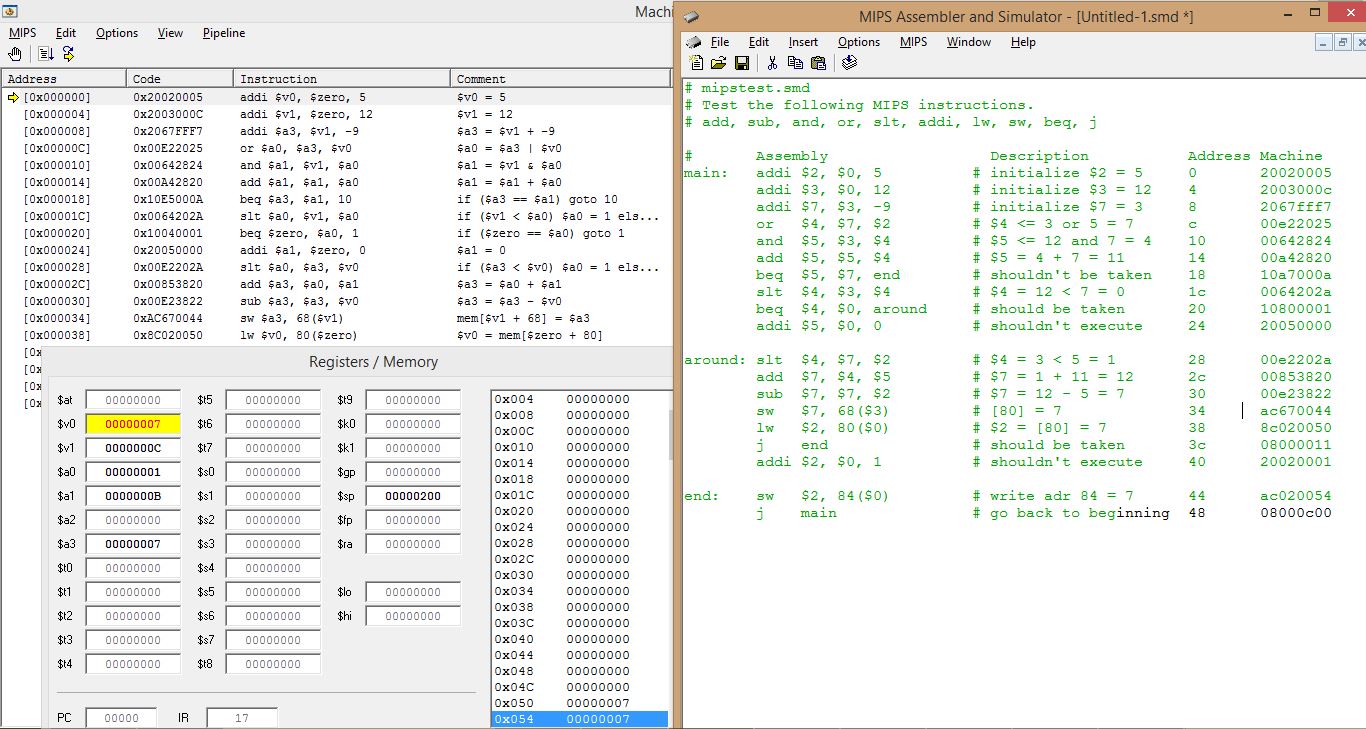 Machi
MIPS Edit Options View Pipeline
Address Code Instruction Comment
[0x000000] 0x20020005 addi $v0, $zero, 5 $v0 = 5
[0x000004] 0x2003000C addi $v1, $zero, 12 $v1 = 12
[0x000008] 0x2067FFF7 addi $a3, $v1, -9 $a3 = $v1 + -9
[0x00000C] 0x00E22025 or $a0, $a3, $v0 $a0 = $a3 | $v0
[0x000010] 0x00642824 and $a1, $v1, $a0 $a1 = $v1 & $a0
[0x000014] 0x00A42820 add $a1, $a1, $a0 $a1 = $a1 + $a0
[0x000018] 0x10E5000A beq $a3, $a1, 10 if ($a3 == $a1) goto 10
[0x00001C] 0x0064202A slt $a0, $v1, $a0 if ($v1 < $a0) $a0 = 1 els...
[0x000020] 0x10040001 beq $zero, $a0, 1 if ($zero == $a0) goto 1
[0x000024] 0x20050000 addi $a1, $zero, 0 $a1 = 0
[0x000028] 0x00E2202A slt $a0, $a3, $v0 if ($a3 < $v0) $a0 = 1 els...
[0x00002C] 0x00853820 add $a3, $a0, $a1 $a3 = $a0 + $a1
[0x000030] 0x00E23822 sub $a3, $a3, $v0 $a3 = $a3 - $v0
[0x000034] 0xAC670044 sw $a3, 68($v1) mem[$v1 + 68] = $a3
[0x000038] 0x8C020050 lw $v0, 80($zero) $v0 = mem[$zero + 80]
[0x
[0x
[0x
[0x
Registers / Memory
$at 00000000 $t5 00000000 $t9 00000000
$v0 00000007 $t6 00000000 $k0 00000000
$v1 0000000C $t7 00000000 $k1 00000000
$a0 00000001 $s0 00000000 $gp 00000000
$a1 0000000B $s1 00000000 $sp 00000200
$a2 00000000 $s2 00000000 $fp 00000000
$a3 00000007 $s3 00000000 $ra 00000000
$t0 00000000 $s4 00000000
$t1 00000000 $s5 00000000 $lo 00000000
$t2 00000000 $s6 00000000 $hi 00000000
$t3 00000000 $s7 00000000
$t4 00000000 $t8 00000000
PC 00000 IR 17
0x004 00000000
0x008 00000000
0x00C 00000000
0x010 00000000
0x014 00000000
0x018 00000000
0x01C 00000000
0x020 00000000
0x024 00000000
0x028 00000000
0x02C 00000000
0x030 00000000
0x034 00000000
0x038 00000000
0x03C 00000000
0x040 00000000
0x044 00000000
0x048 00000000
0x04C 00000000
0x050 00000007
0x054 00000007
MIPS Assembler and Simulator - [Untitled-1.smd *]
File Edit Insert Options MIPS Window Help
# mipstest.smd
# Test the following MIPS instructions.
# add, sub, and, or, slt, addi, lw, sw, beq, j
# Assembly Description Address Machine
main: addi $2, $0, 5 # initialize $2 = 5 0 20020005
addi $3, $0, 12 # initialize $3 = 12 4 2003000c
addi $7, $3, -9 # initialize $7 = 3 8 2067fff7
or $4, $7, $2 # $4 <= 3 or 5 = 7 c 00e22025
and $5, $3, $4 # $5 <= 12 and 7 = 4 10 00642824
add $5, $5, $4 # $5 = 4 + 7 = 11 14 00a42820
beq $5, $7, end # shouldn't be taken 18 10a7000a
slt $4, $3, $4 # $4 = 12 < 7 = 0 1c 0064202a
beq $4, $0, around # should be taken 20 10800001
addi $5, $0, 0 # shouldn't execute 24 20050000
around: slt $4, $7, $2 # $4 = 3 < 5 = 1 28 00e2202a
add $7, $4, $5 # $7 = 1 + 11 = 12 2c 00853820
sub $7, $7, $2 # $7 = 12 - 5 = 7 30 00e23822
sw $7, 68($3) # [80] = 7 34 ac670044
lw $2, 80($0) # $2 = [80] = 7 38 8c020050
j end # should be taken 3c 08000011
addi $2, $0, 1 # shouldn't execute 40 20020001
end: sw $2, 84($0) # write adr 84 = 7 44 ac020054
j main # go back to beginning 48 08000c00